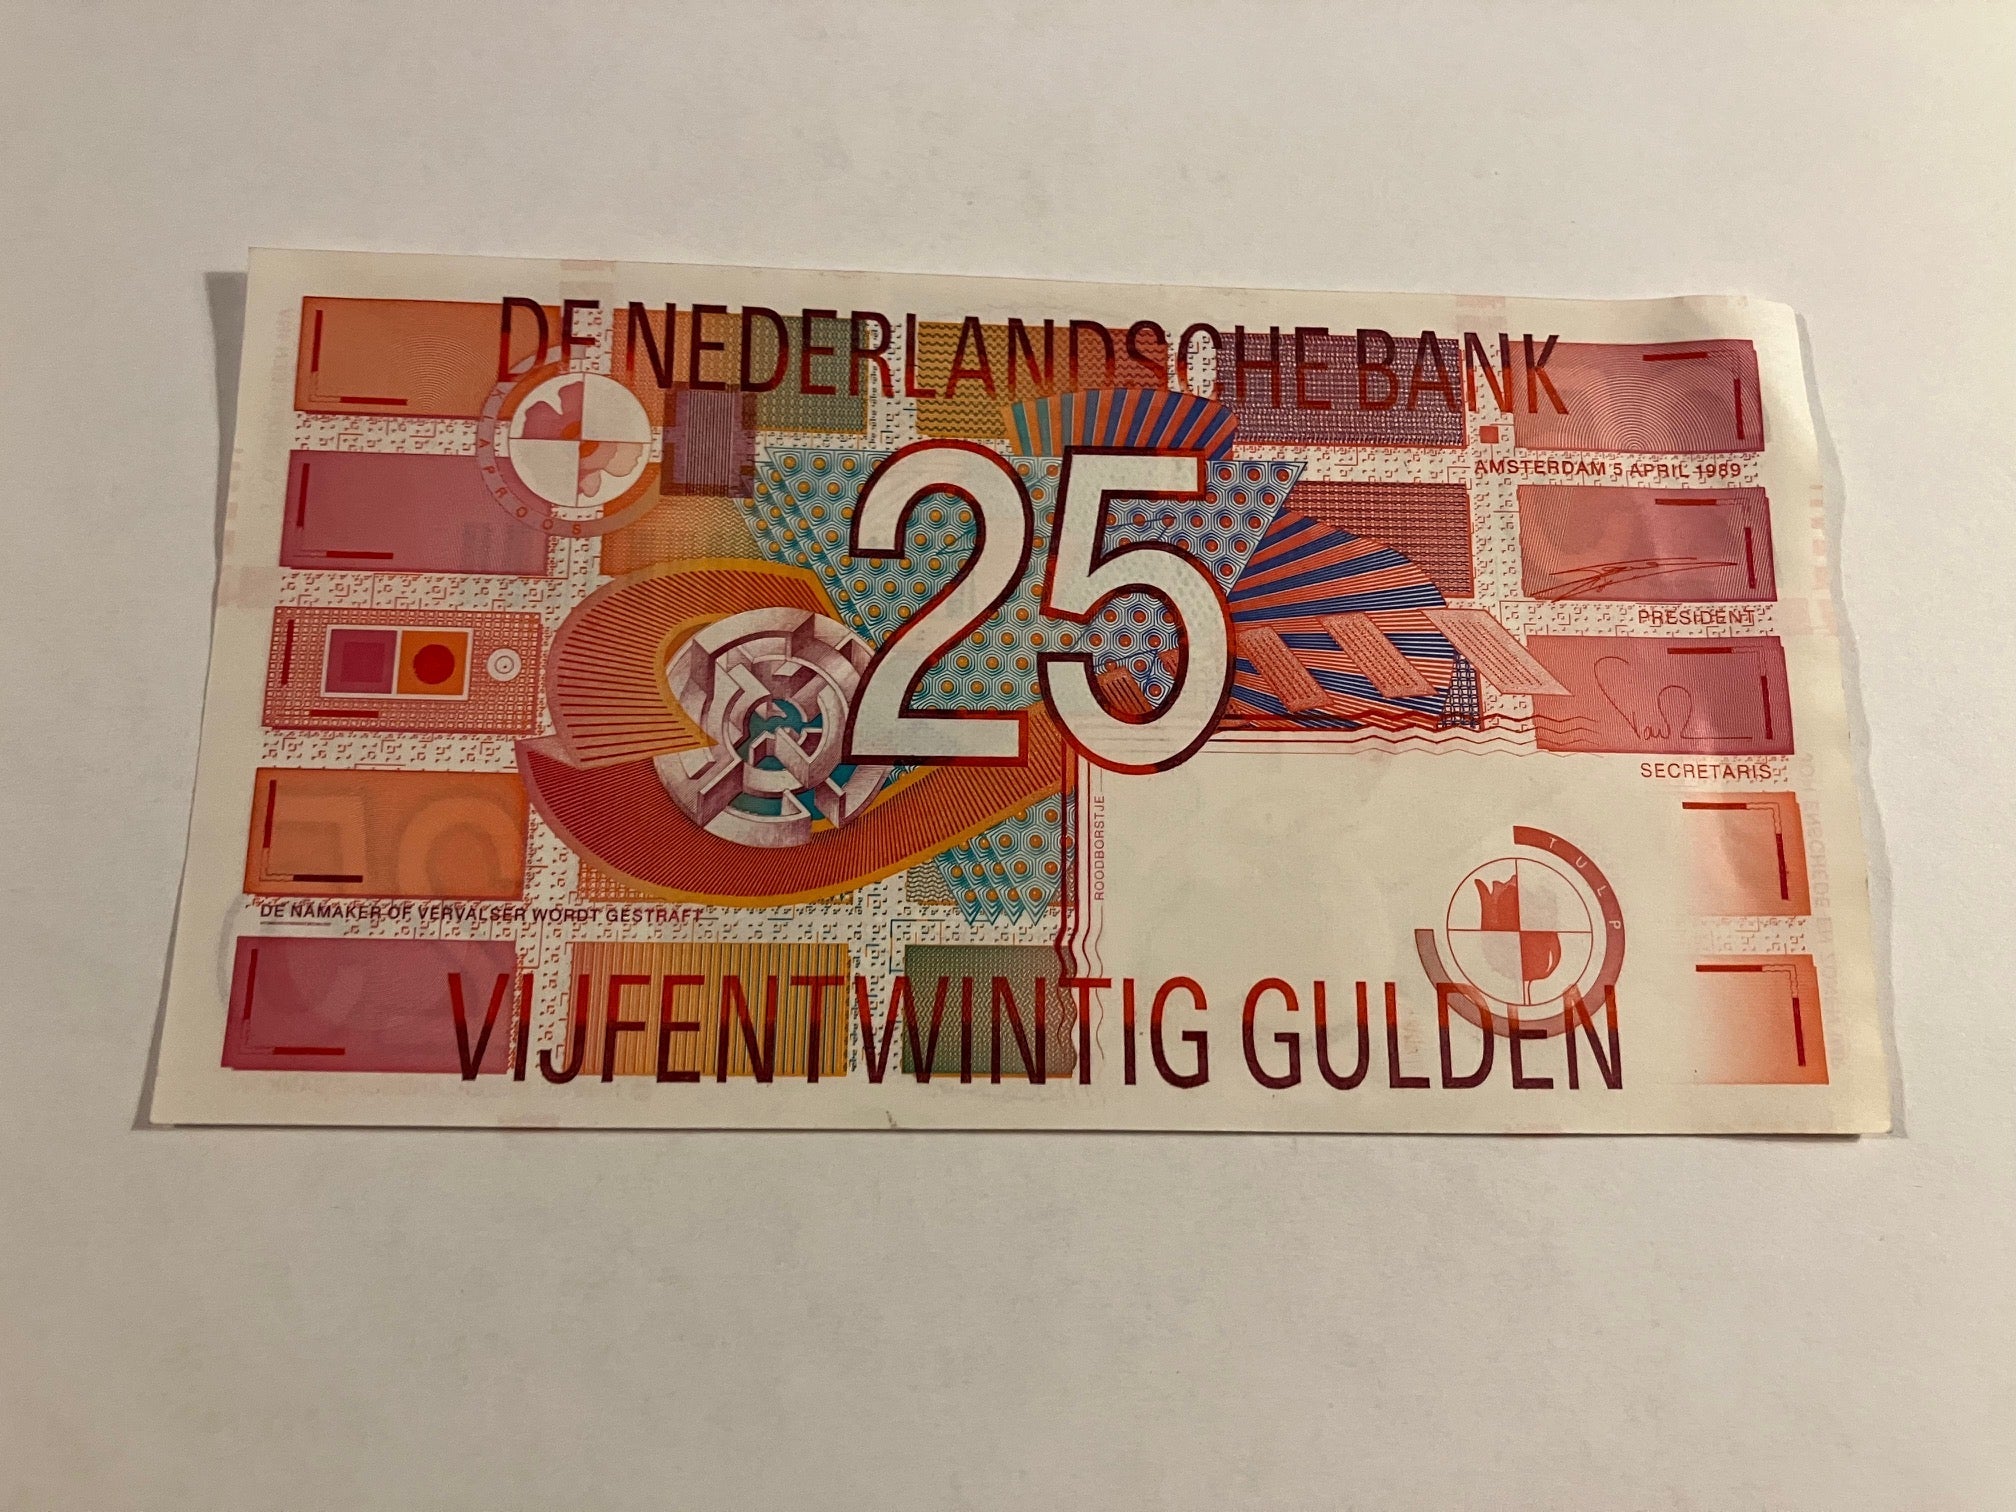 DE NEDERLANDSCHE BANK
KLAPROOS
25
AMSTERDAM 5 APRIL 1989
PRESIDENT
SECRETARIS
ROODBORSTJE
TULP
DE NAMAKER OF VERVALSER WORDT GESTRAFT
VIJFENTWINTIG GULDEN